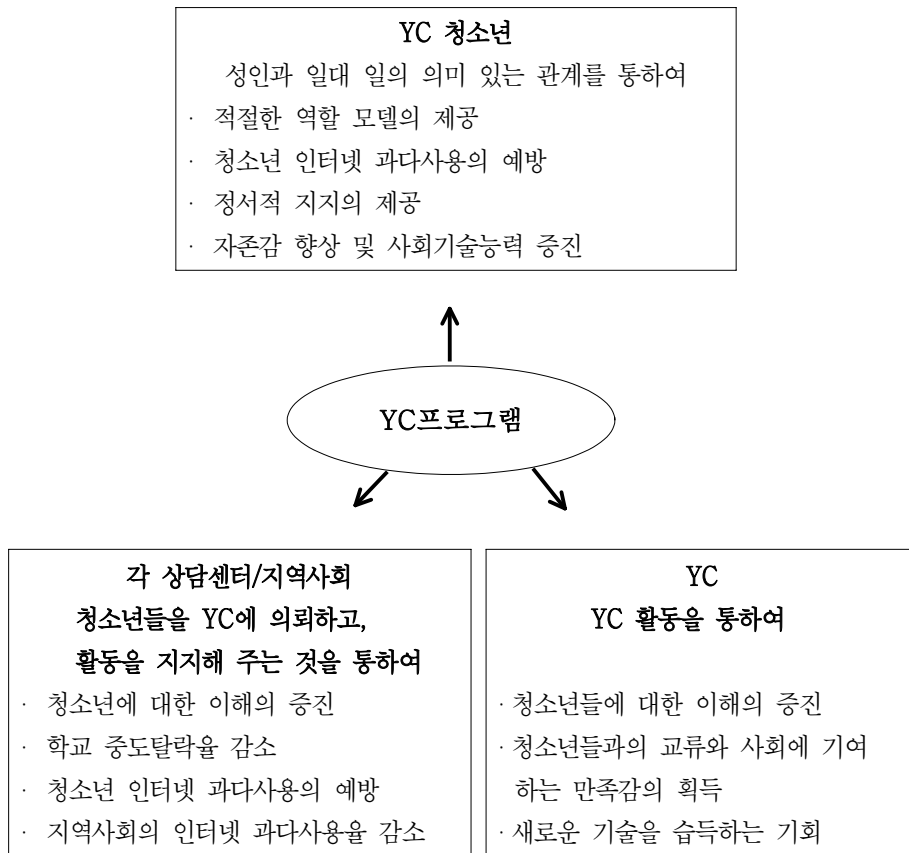 YC 청소년
성인과 일대 일의 의미 있는 관계를 통하여
· 적절한 역할 모델의 제공
· 청소년 인터넷 과다사용의 예방
· 정서적 지지의 제공
· 자존감 향상 및 사회기술능력 증진
YC프로그램
각 상담센터/지역사회
청소년들을 YC에 의뢰하고,
활동을 지지해 주는 것을 통하여
· 청소년에 대한 이해의 증진
· 학교 중도탈락율 감소
· 청소년 인터넷 과다사용의 예방
· 지역사회의 인터넷 과다사용율 감소
YC
YC 활동을 통하여
· 청소년들에 대한 이해의 증진
· 청소년들과의 교류와 사회에 기여
하는 만족감의 획득
· 새로운 기술을 습득하는 기회